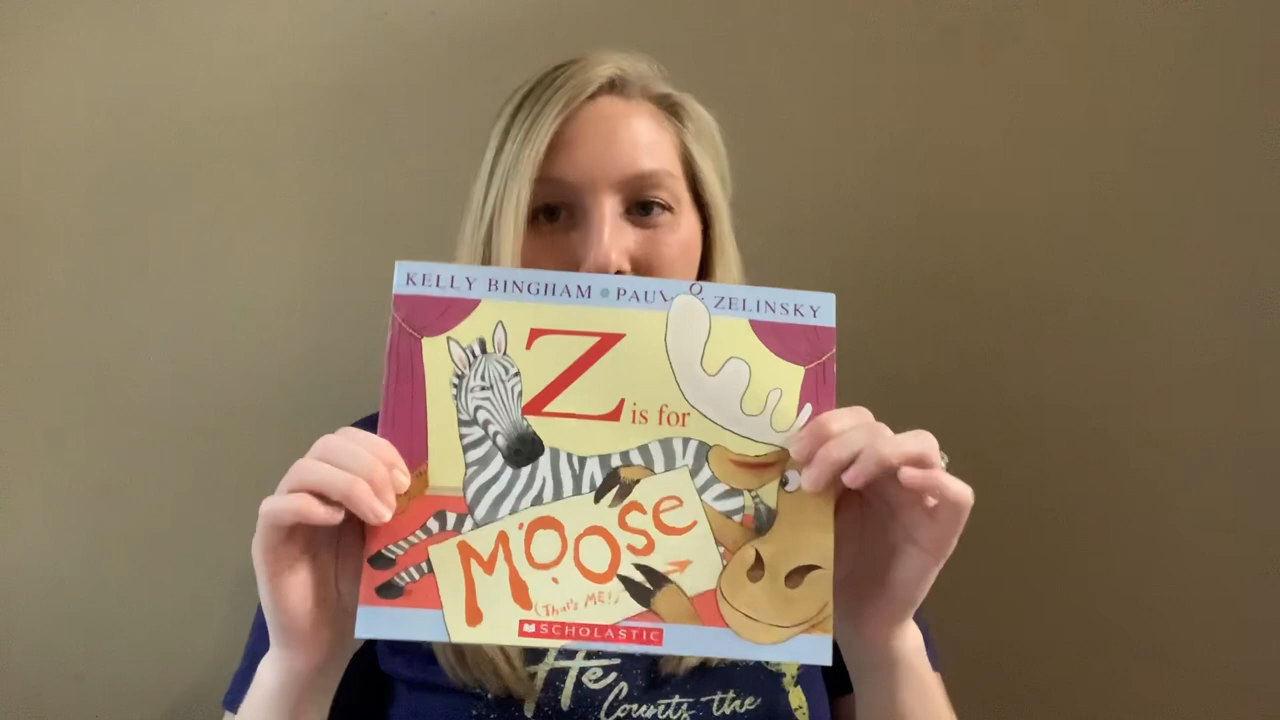 KELLY BINGHAM • PAUL O. ZELINSKY
Z is for
MOOSE
(That's ME!)
SCHOLASTIC
He
Counts the